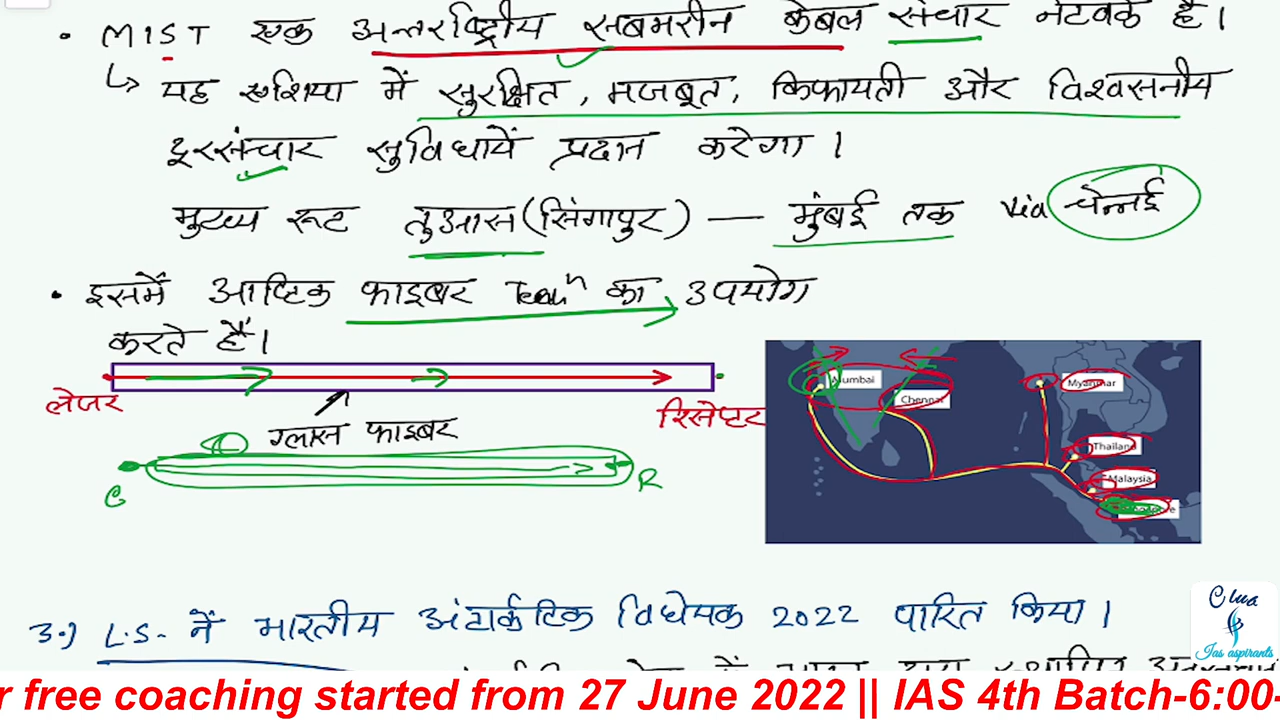 • MIST एक अन्तर्राष्ट्रीय सबमरीन केबल संचार नेटवर्क है।
↳ यह एशिया में सुरक्षित, मजबूत, किफायती और विश्वसनीय
दूरसंचार सुविधायें प्रदान करेगा।
मुख्य रूट तुआस (सिंगापुर) — मुंबई तक via चेन्नई
• इसमें आप्टिक फाइबर Techⁿ का उपयोग
करते हैं।
लेजर
रिसेप्टर
ग्लास फाइबर
R
Mumbai
Chennai
Myanmar
Thailand
Malaysia
3.) L.S. में भारतीय अंटार्कटिक विधेयक 2022 पारित किया।
Clue
Ias aspirants
r free coaching started from 27 June 2022 || IAS 4th Batch-6:00-